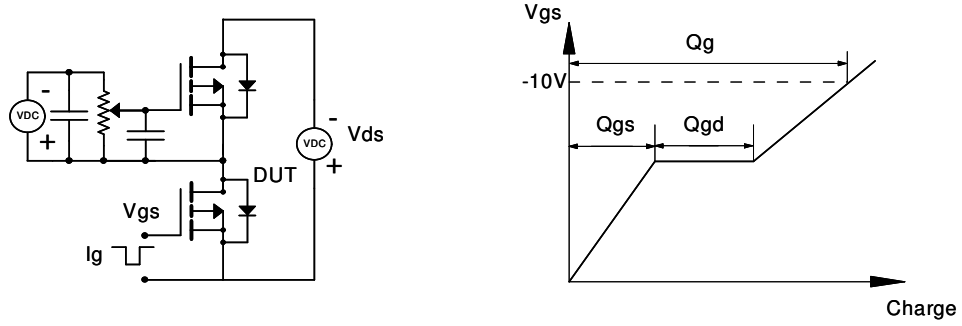 -
VDC
+
-
VDC
+
Vds
DUT
Vgs
Ig
Vgs
Qg
-10V
Qgs
Qgd
Charge